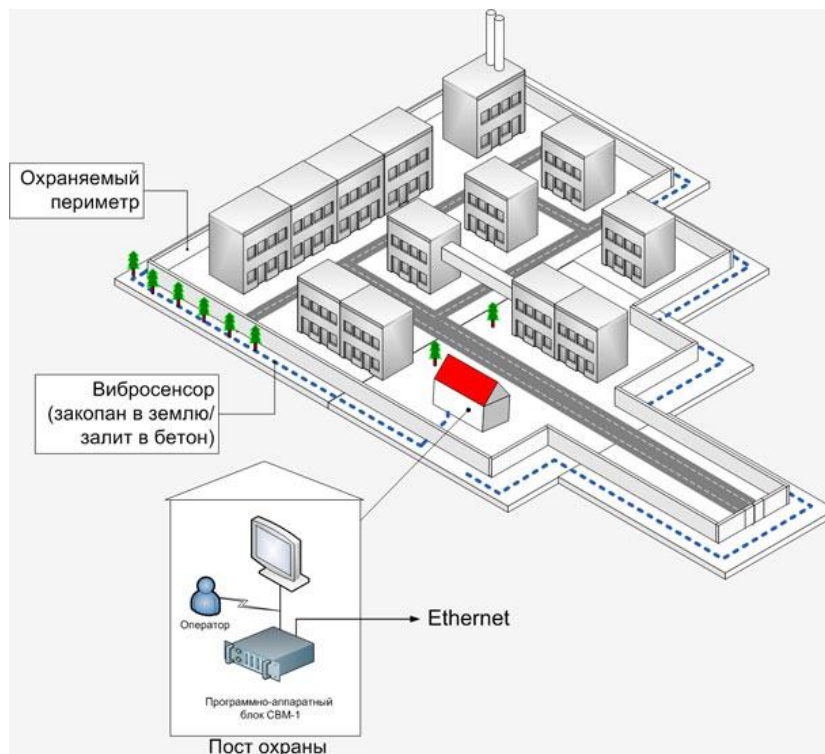 Охраняемый
периметр
Вибросенсор
(закопан в землю/
залит в бетон)
Оператор
Ethernet
Программно-аппаратный
блок СВМ-1
Пост охраны